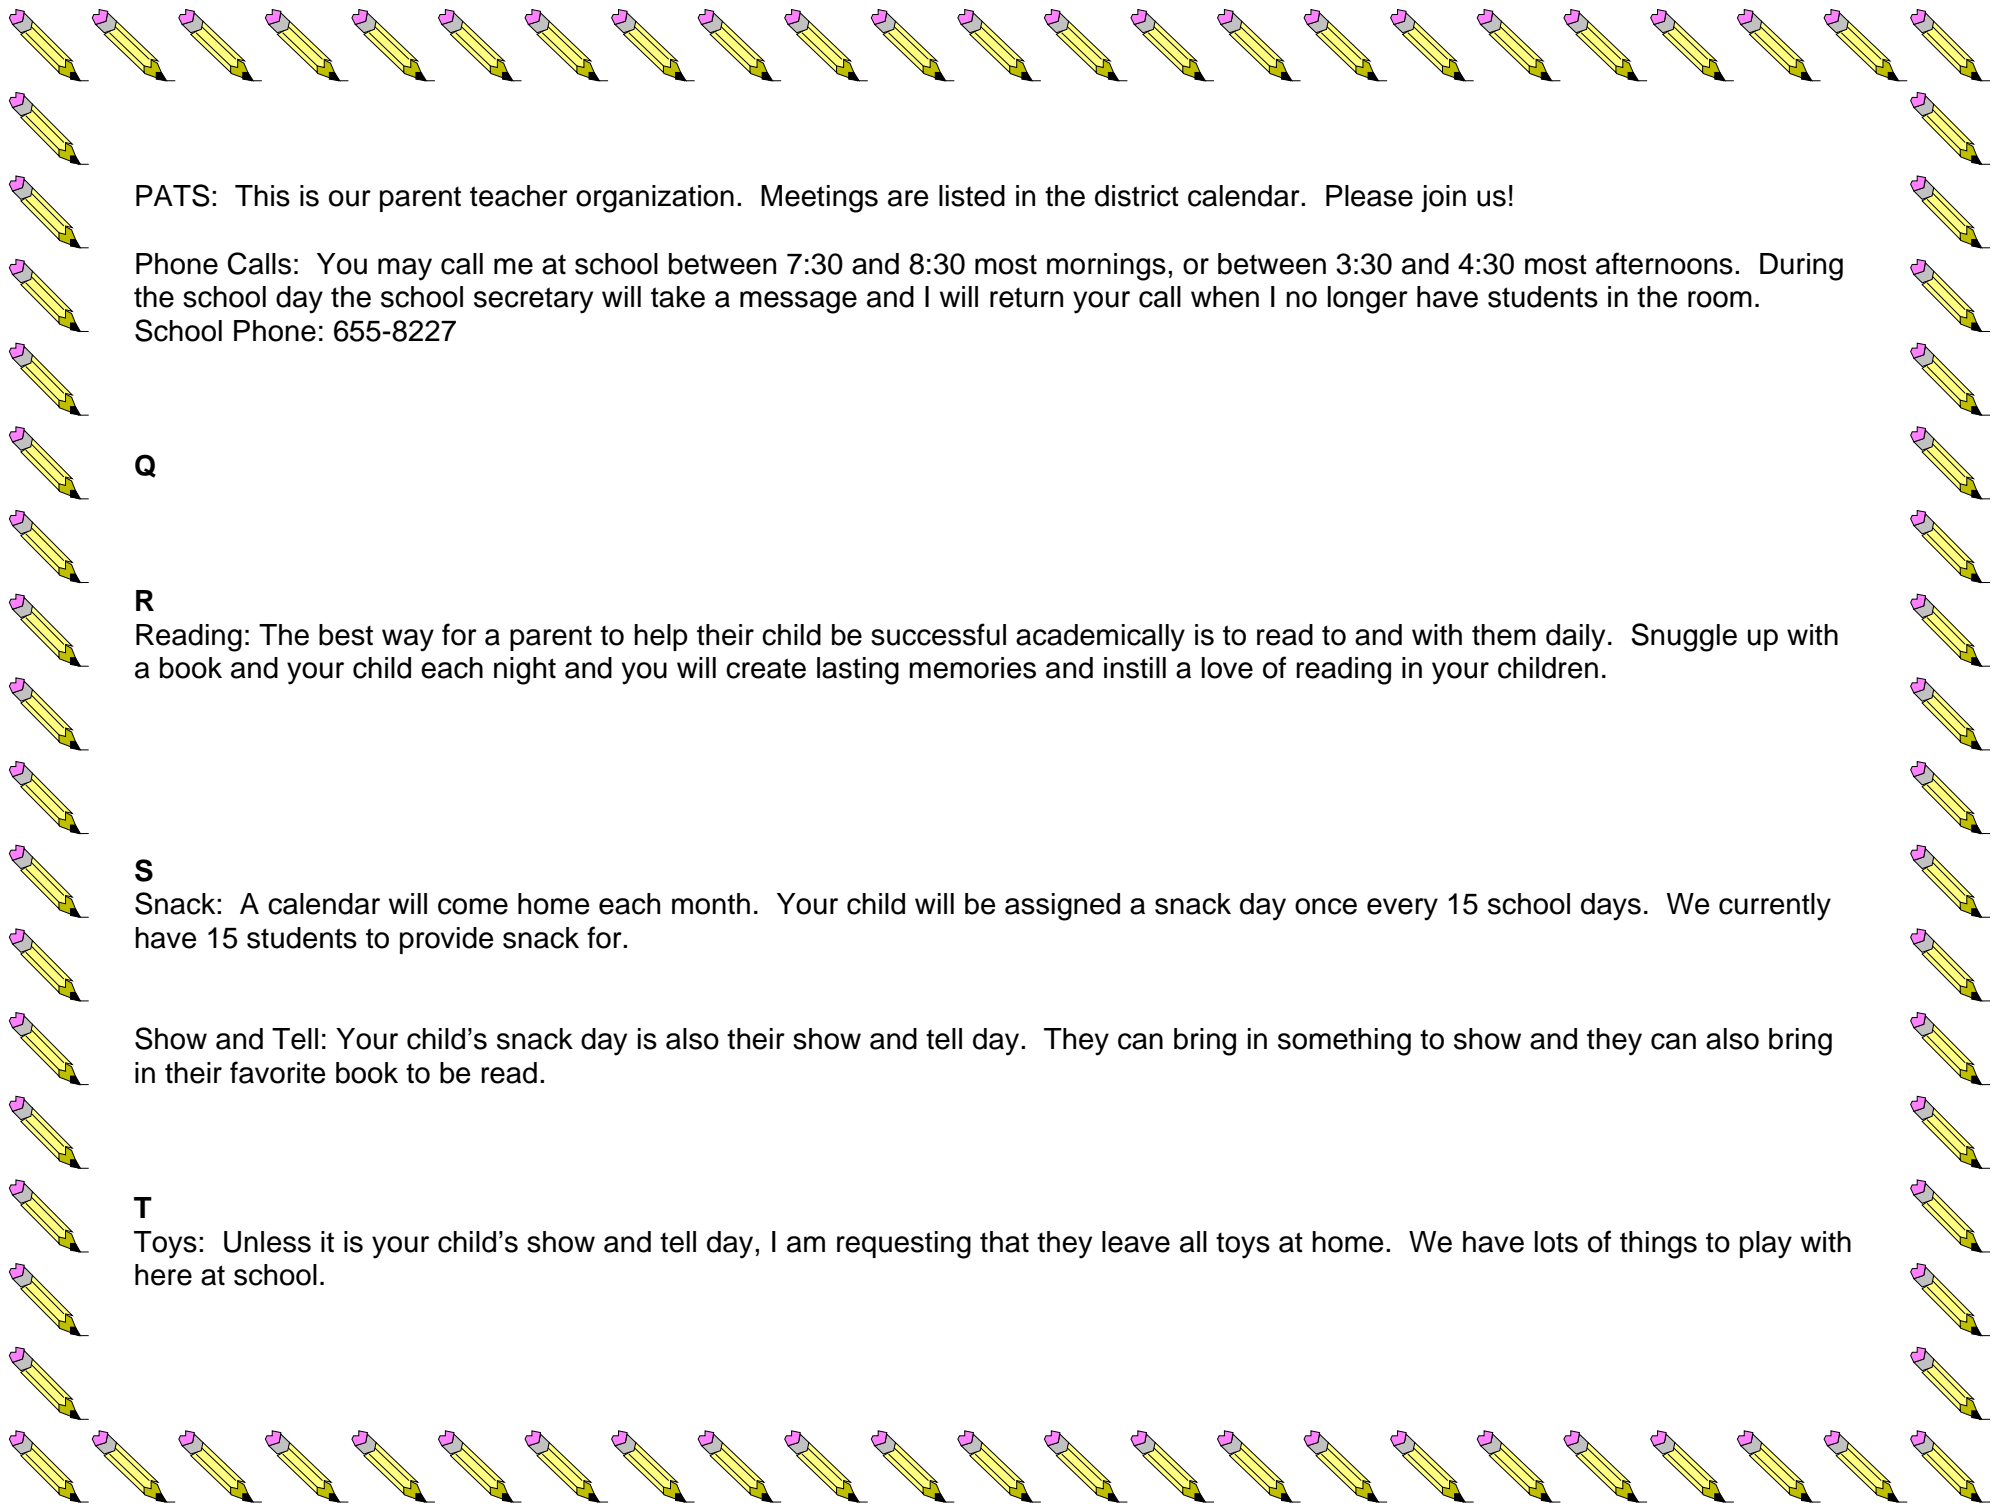 PATS:  This is our parent teacher organization.  Meetings are listed in the district calendar.  Please join us!
Phone Calls:  You may call me at school between 7:30 and 8:30 most mornings, or between 3:30 and 4:30 most afternoons.  During
the school day the school secretary will take a message and I will return your call when I no longer have students in the room.
School Phone: 655-8227
Q
R
Reading: The best way for a parent to help their child be successful academically is to read to and with them daily.  Snuggle up with
a book and your child each night and you will create lasting memories and instill a love of reading in your children.
S
Snack:  A calendar will come home each month.  Your child will be assigned a snack day once every 15 school days.  We currently
have 15 students to provide snack for.
Show and Tell: Your child’s snack day is also their show and tell day.  They can bring in something to show and they can also bring
in their favorite book to be read.
T
Toys:  Unless it is your child’s show and tell day, I am requesting that they leave all toys at home.  We have lots of things to play with
here at school.